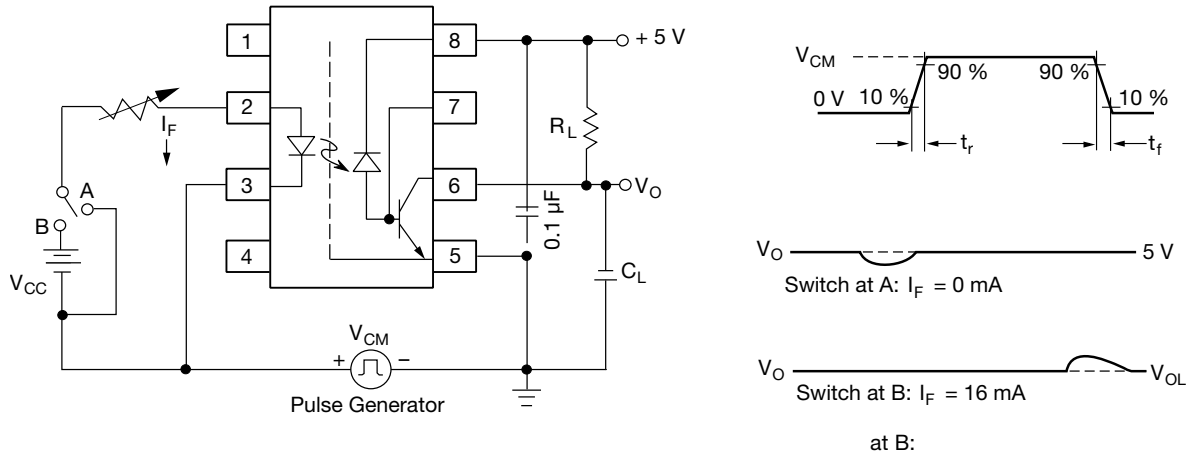 1
8
+ 5 V
2
7
I_F
R_L
3
6
V_O
A
B
0.1 µF
4
5
V_CC
C_L
V_CM
+
–
Pulse Generator
V_CM
90 %
90 %
0 V
10 %
10 %
t_r
t_f
V_O
5 V
Switch at A: I_F = 0 mA
V_O
V_OL
Switch at B: I_F = 16 mA
at B: